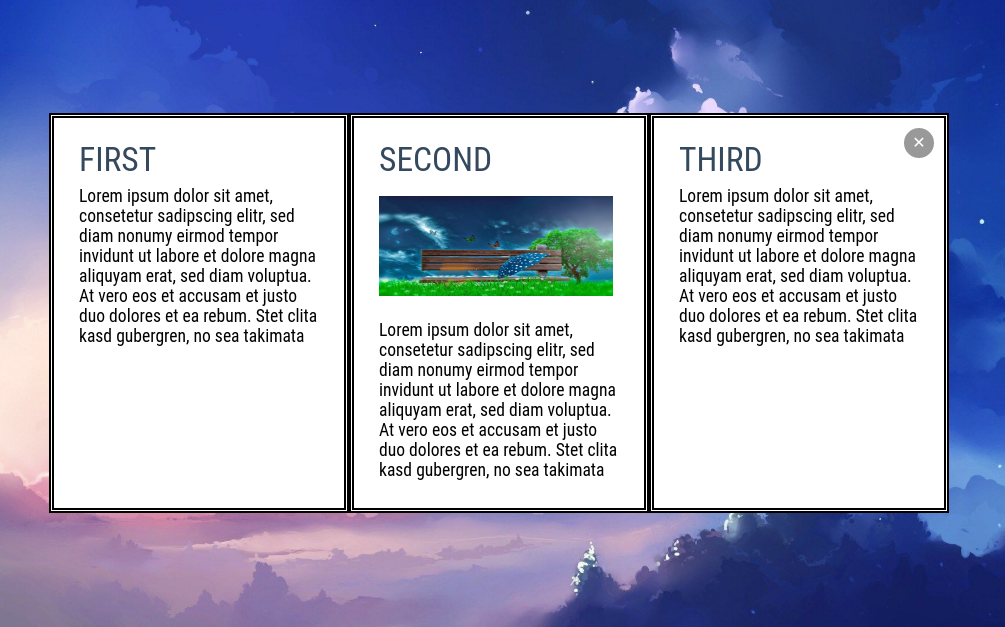 FIRST
Lorem ipsum dolor sit amet,
consetetur sadipscing elitr, sed
diam nonumy eirmod tempor
invidunt ut labore et dolore magna
aliquyam erat, sed diam voluptua.
At vero eos et accusam et justo
duo dolores et ea rebum. Stet clita
kasd gubergren, no sea takimata
SECOND
Lorem ipsum dolor sit amet,
consetetur sadipscing elitr, sed
diam nonumy eirmod tempor
invidunt ut labore et dolore magna
aliquyam erat, sed diam voluptua.
At vero eos et accusam et justo
duo dolores et ea rebum. Stet clita
kasd gubergren, no sea takimata
THIRD
Lorem ipsum dolor sit amet,
consetetur sadipscing elitr, sed
diam nonumy eirmod tempor
invidunt ut labore et dolore magna
aliquyam erat, sed diam voluptua.
At vero eos et accusam et justo
duo dolores et ea rebum. Stet clita
kasd gubergren, no sea takimata